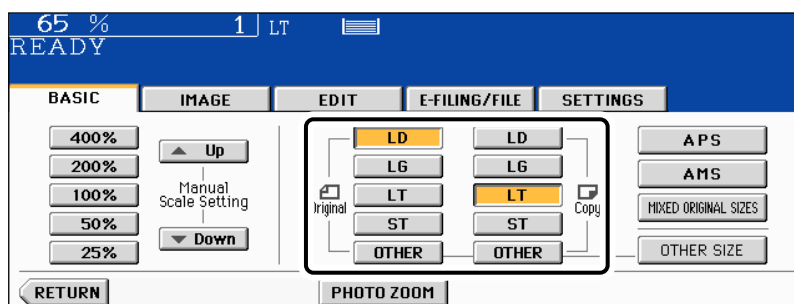 65 % 1 LT
READY
BASIC IMAGE EDIT E-FILING/FILE SETTINGS
400% LD LD APS
Up
200% LG LG AMS
100% Manual Scale Setting Original LT LT Copy MIXED ORIGINAL SIZES
50% ST ST
Down
25% OTHER OTHER OTHER SIZE
RETURN PHOTO ZOOM